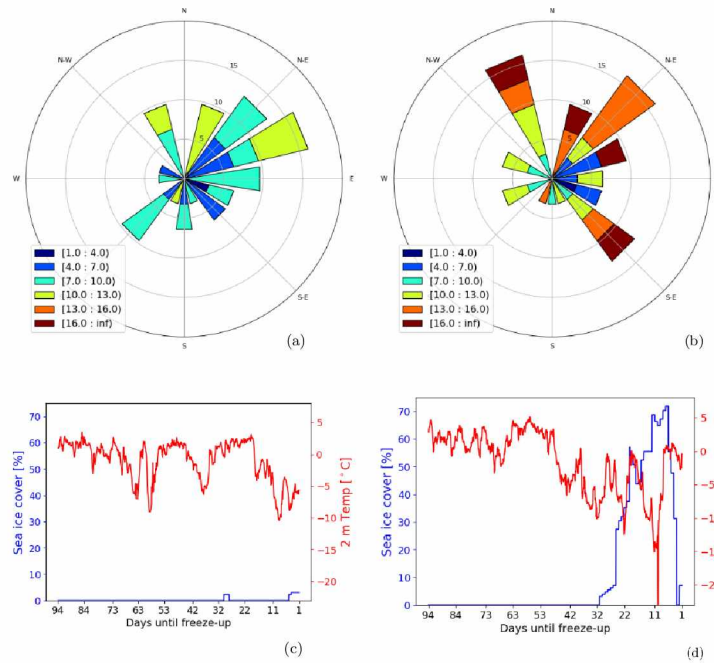 N
N
N-W
N-E
N-W
N-E
15
15
10
10
5
5
W
E
W
E
[1.0 : 4.0)
[4.0 : 7.0)
[7.0 : 10.0)
[10.0 : 13.0)
[13.0 : 16.0)
[16.0 : inf)
S-E
[1.0 : 4.0)
[4.0 : 7.0)
[7.0 : 10.0)
[10.0 : 13.0)
[13.0 : 16.0)
[16.0 : inf)
S-E
S
(a)
S
(b)
70
60
50
40
30
20
10
0
Sea ice cover [%]
5
0
−5
−10
−15
−20
2 m Temp [°C]
94 84 73 63 53 42 32 22 11 1
Days until freeze-up
(c)
70
60
50
40
30
20
10
0
Sea ice cover [%]
5
0
−5
−1
−1
−2
94 84 73 63 53 42 32 22 11 1
Days until freeze-up
(d)